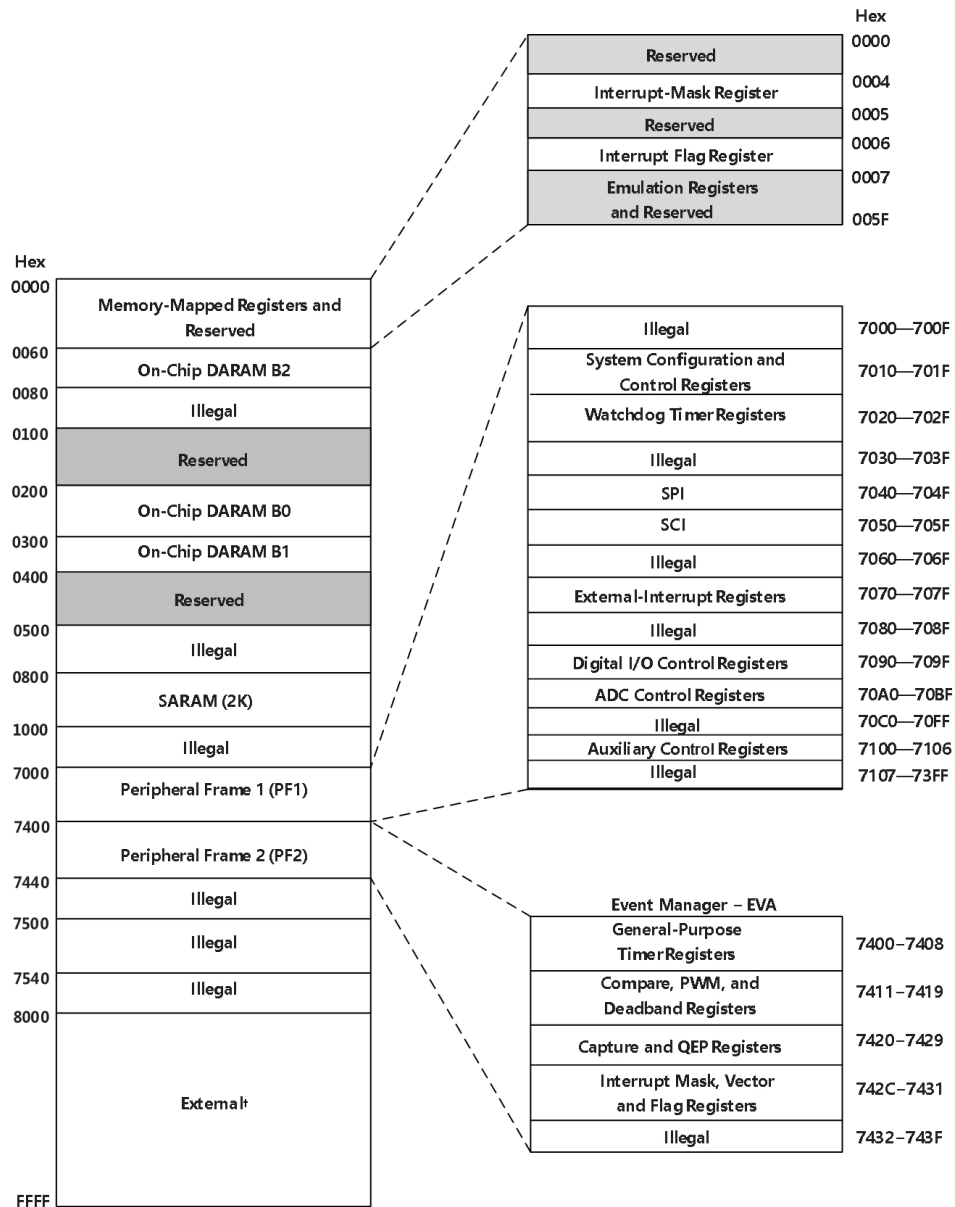 Hex
0000
Reserved
0004
Interrupt-Mask Register
0005
Reserved
0006
Interrupt Flag Register
0007
Emulation Registers
and Reserved
005F
Hex
0000
Memory-Mapped Registers and
Reserved
0060
On-Chip DARAM B2
0080
Illegal
0100
Reserved
0200
On-Chip DARAM B0
0300
On-Chip DARAM B1
0400
Reserved
0500
Illegal
0800
SARAM (2K)
1000
Illegal
7000
Peripheral Frame 1 (PF1)
7400
Peripheral Frame 2 (PF2)
7440
Illegal
7500
Illegal
7540
Illegal
8000
External†
FFFF
Illegal 7000—700F
System Configuration and
Control Registers 7010—701F
Watchdog Timer Registers 7020—702F
Illegal 7030—703F
SPI 7040—704F
SCI 7050—705F
Illegal 7060—706F
External-Interrupt Registers 7070—707F
Illegal 7080—708F
Digital I/O Control Registers 7090—709F
ADC Control Registers 70A0—70BF
Illegal 70C0—70FF
Auxiliary Control Registers 7100—7106
Illegal 7107—73FF
Event Manager – EVA
General-Purpose
Timer Registers 7400–7408
Compare, PWM, and
Deadband Registers 7411–7419
Capture and QEP Registers 7420–7429
Interrupt Mask, Vector
and Flag Registers 742C–7431
Illegal 7432–743F